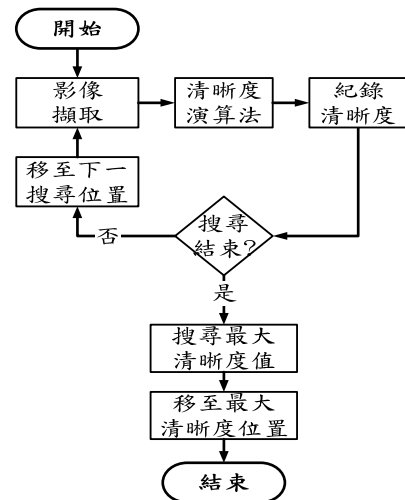 開始
影像
擷取
清晰度
演算法
紀錄
清晰度
移至下一
搜尋位置
搜尋
結束?
否
是
搜尋最大
清晰度值
移至最大
清晰度位置
結束